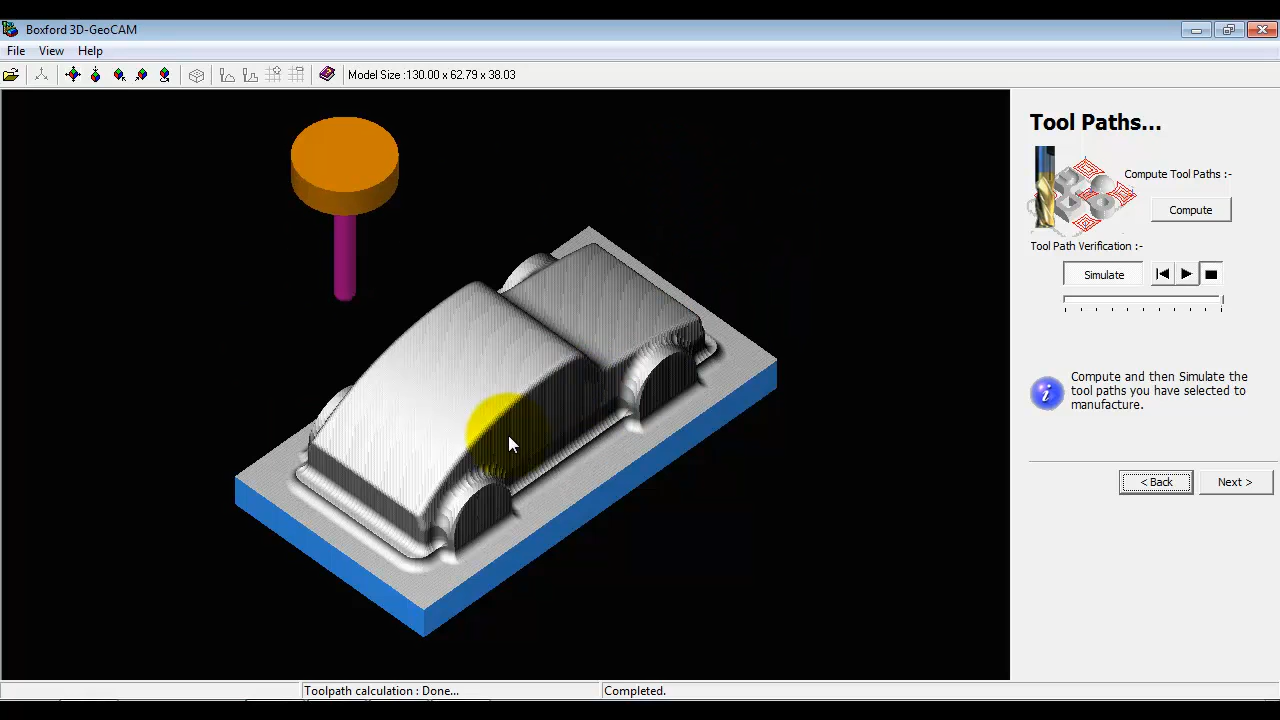 Boxford 3D-GeoCAM
File View Help
Model Size :130.00 x 62.79 x 38.03
Tool Paths...
Compute Tool Paths :-
Compute
Tool Path Verification :-
Simulate
Compute and then Simulate the
tool paths you have selected to
manufacture.
< Back Next >
Toolpath calculation : Done... Completed.